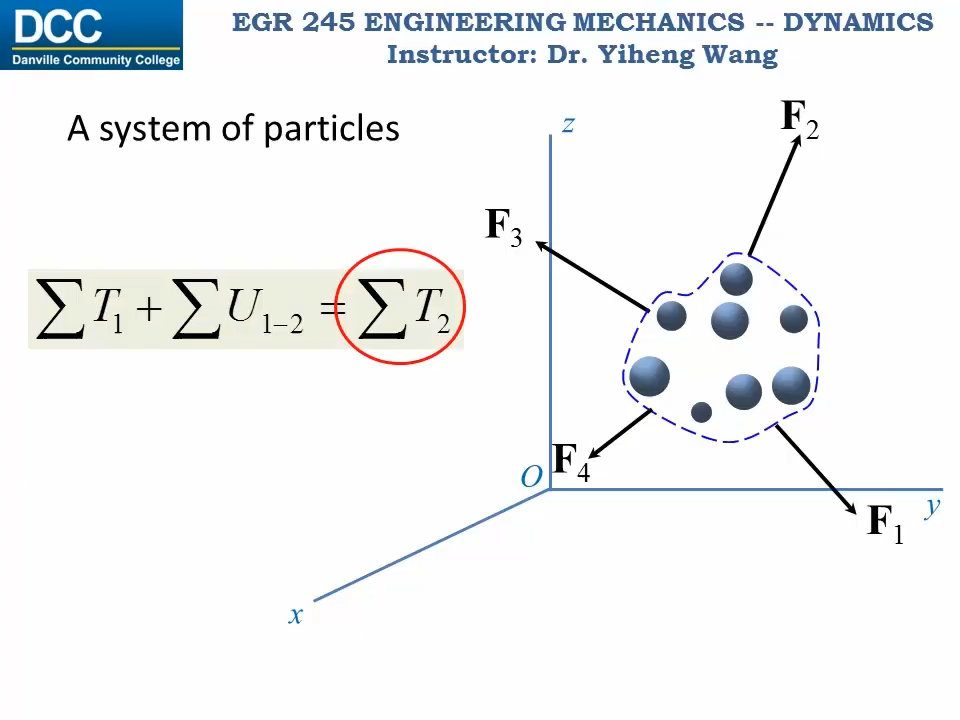 DCC
Danville Community College
EGR 245 ENGINEERING MECHANICS -- DYNAMICS
Instructor: Dr. Yiheng Wang
A system of particles
∑T₁ + ∑U₁₋₂ = ∑T₂
z
F₂
F₃
F₄
O
y
F₁
x